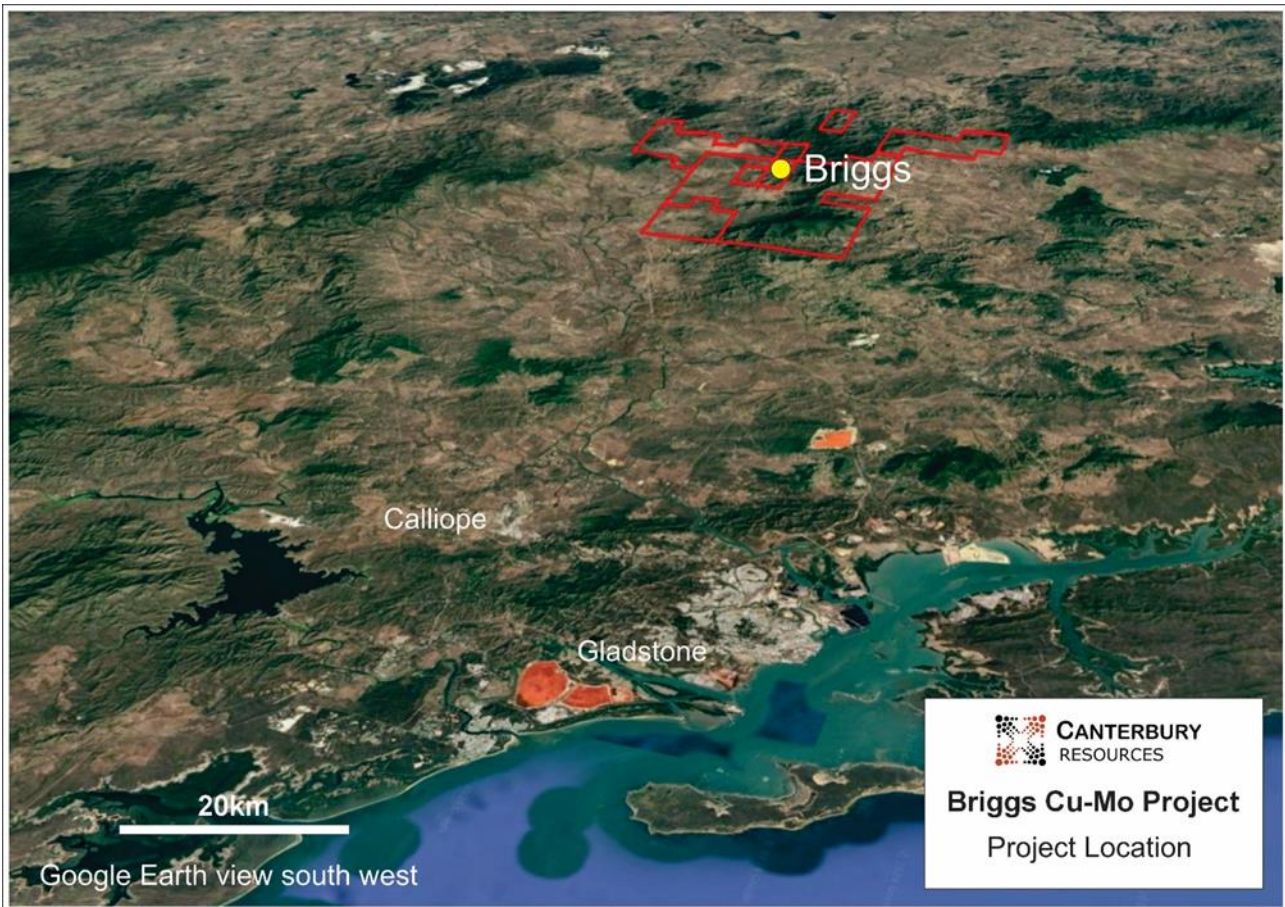 Briggs
Calliope
Gladstone
20km
Google Earth view south west
CANTERBURY
RESOURCES
Briggs Cu-Mo Project
Project Location